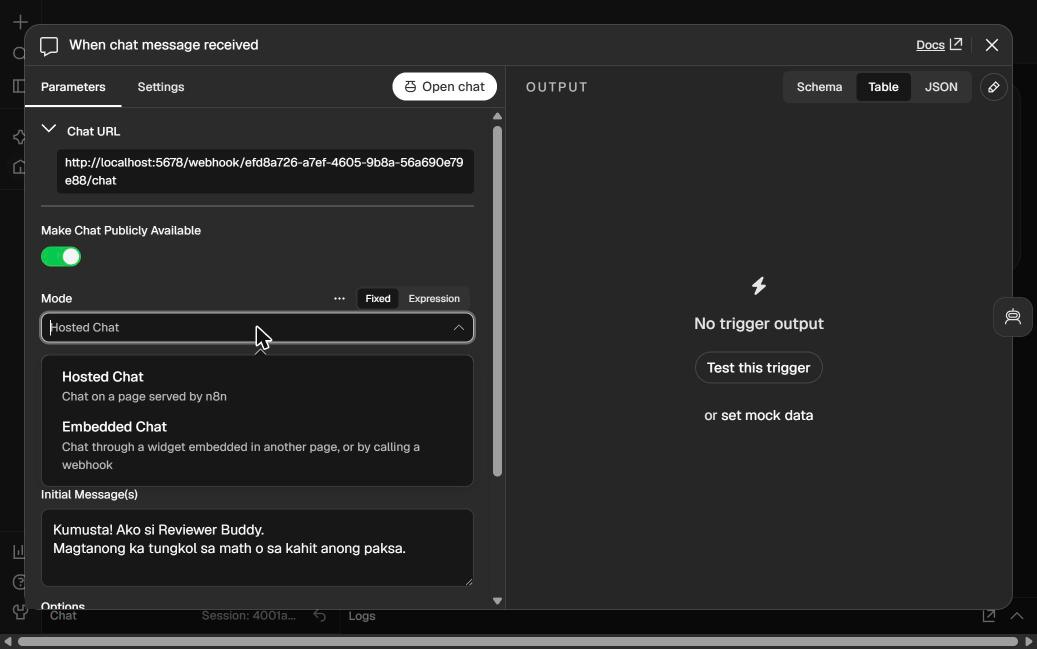 When chat message received
Docs
Parameters
Settings
Open chat
OUTPUT
Schema
Table
JSON
Chat URL
http://localhost:5678/webhook/efd8a726-a7ef-4605-9b8a-56a690e79
e88/chat
Make Chat Publicly Available
Mode
Fixed
Expression
Hosted Chat
Hosted Chat
Chat on a page served by n8n
Embedded Chat
Chat through a widget embedded in another page, or by calling a
webhook
Initial Message(s)
Kumusta! Ako si Reviewer Buddy.
Magtanong ka tungkol sa math o sa kahit anong paksa.
Options
No trigger output
Test this trigger
or set mock data
Chat
Session: 4001a...
Logs